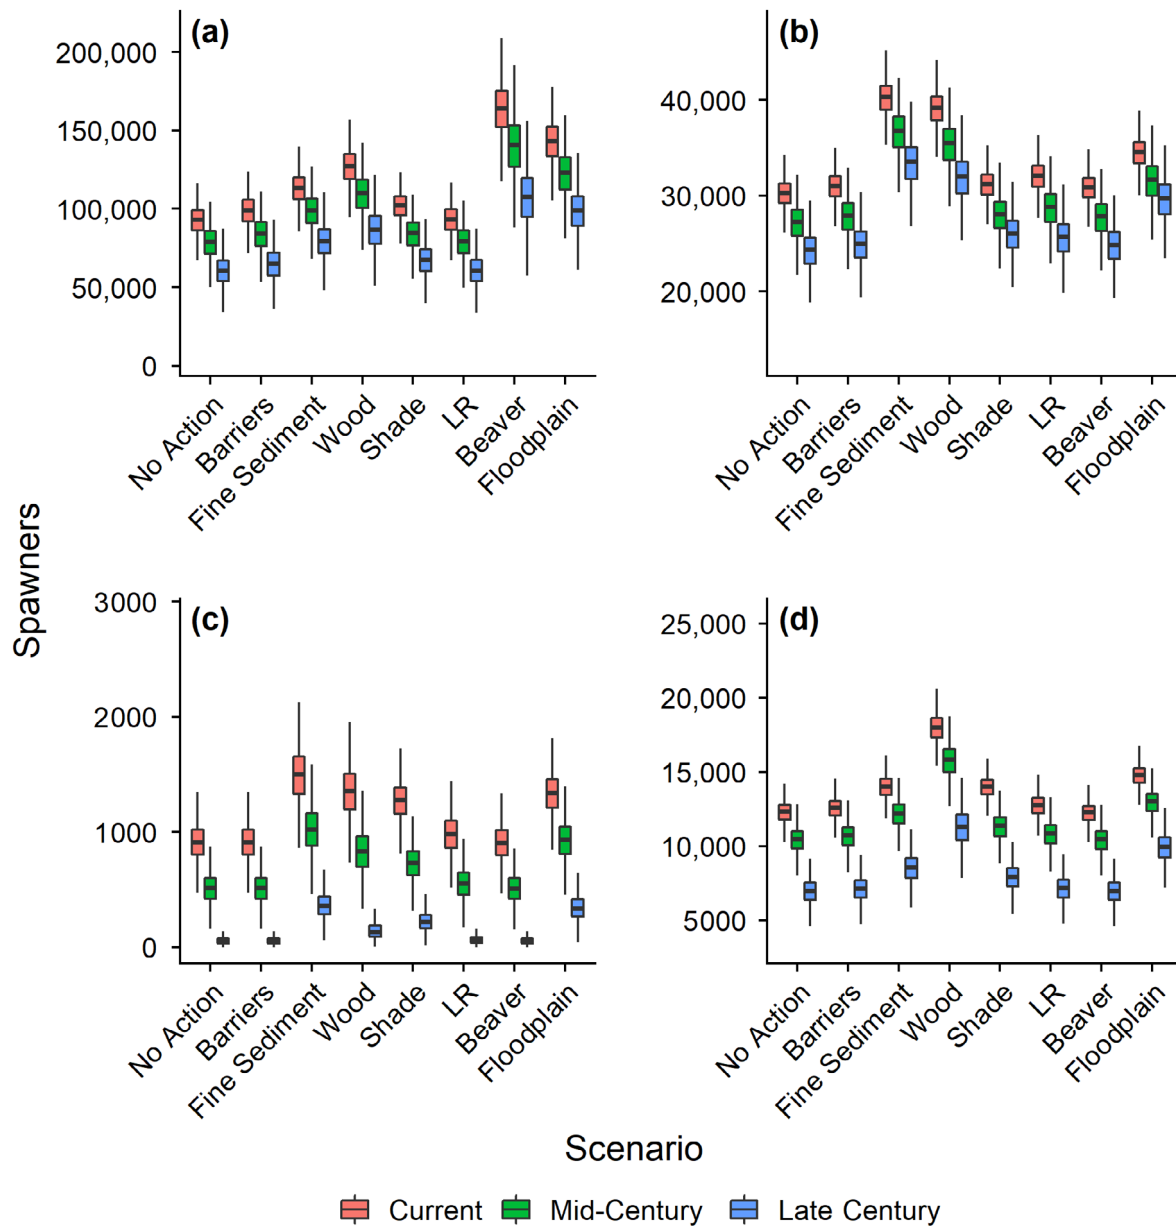 (a)
200,000
150,000
100,000
50,000
0
No Action
Barriers
Fine Sediment
Wood
Shade
LR
Beaver
Floodplain
(b)
40,000
30,000
20,000
No Action
Barriers
Fine Sediment
Wood
Shade
LR
Beaver
Floodplain
Spawners
(c)
3000
2000
1000
0
No Action
Barriers
Fine Sediment
Wood
Shade
LR
Beaver
Floodplain
(d)
25,000
20,000
15,000
10,000
5000
No Action
Barriers
Fine Sediment
Wood
Shade
LR
Beaver
Floodplain
Scenario
Current Mid-Century Late Century